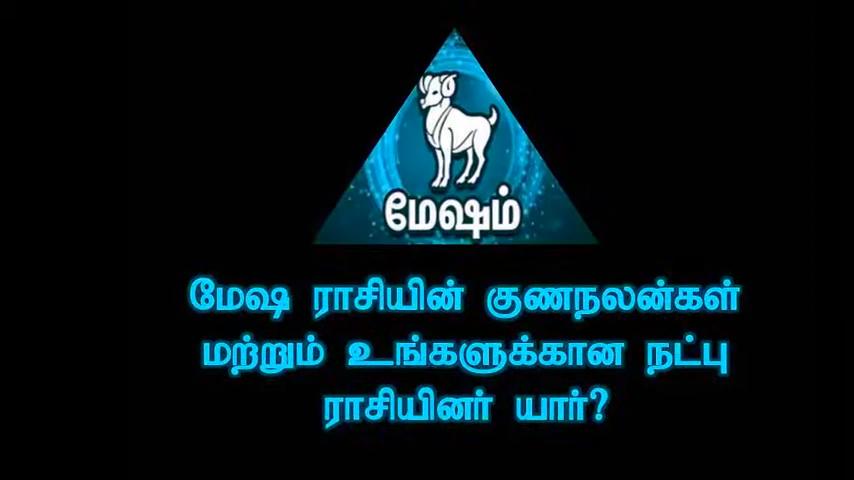 மேஷம்
மேஷ ராசியின் குணநலன்கள்
மற்றும் உங்களுக்கான நட்பு
ராசியினர் யார்?